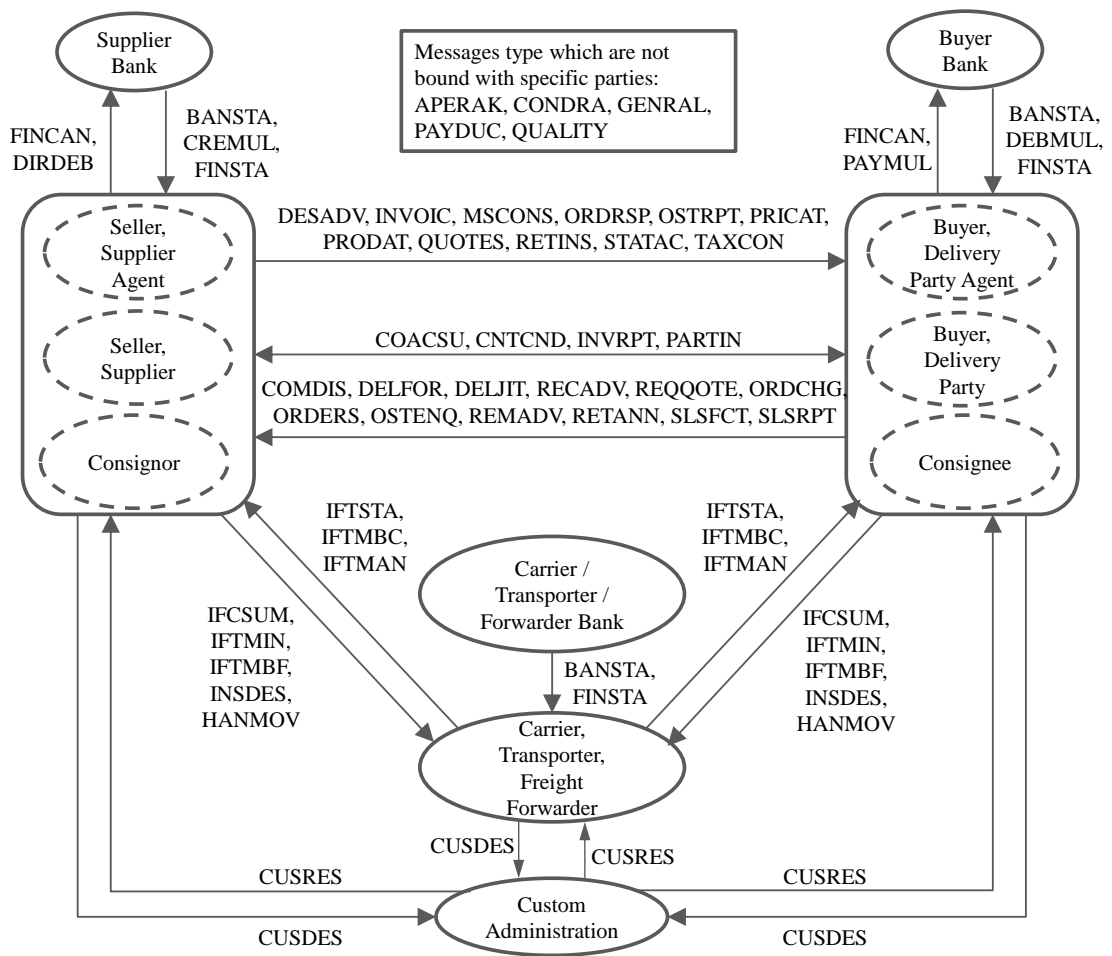 Supplier
Bank
Messages type which are not
bound with specific parties:
APERAK, CONDRA, GENRAL,
PAYDUC, QUALITY
Buyer
Bank
FINCAN,
DIRDEB
BANSTA,
CREMUL,
FINSTA
FINCAN,
PAYMUL
BANSTA,
DEBMUL,
FINSTA
Seller,
Supplier
Agent
DESADV, INVOIC, MSCONS, ORDRSP, OSTRPT, PRICAT,
PRODAT, QUOTES, RETINS, STATAC, TAXCON
Buyer,
Delivery
Party Agent
Seller,
Supplier
COACSU, CNTCND, INVRPT, PARTIN
Buyer,
Delivery
Party
COMDIS, DELFOR, DELJIT, RECADV, REQQOTE, ORDCHG,
ORDERS, OSTENQ, REMADV, RETANN, SLSFCT, SLSRPT
Consignor
Consignee
IFTSTA,
IFTMBC,
IFTMAN
IFTSTA,
IFTMBC,
IFTMAN
Carrier /
Transporter /
Forwarder Bank
IFCSUM,
IFTMIN,
IFTMBF,
INSDES,
HANMOV
BANSTA,
FINSTA
IFCSUM,
IFTMIN,
IFTMBF,
INSDES,
HANMOV
Carrier,
Transporter,
Freight
Forwarder
CUSDES
CUSRES
CUSRES
CUSRES
Custom
Administration
CUSDES
CUSDES